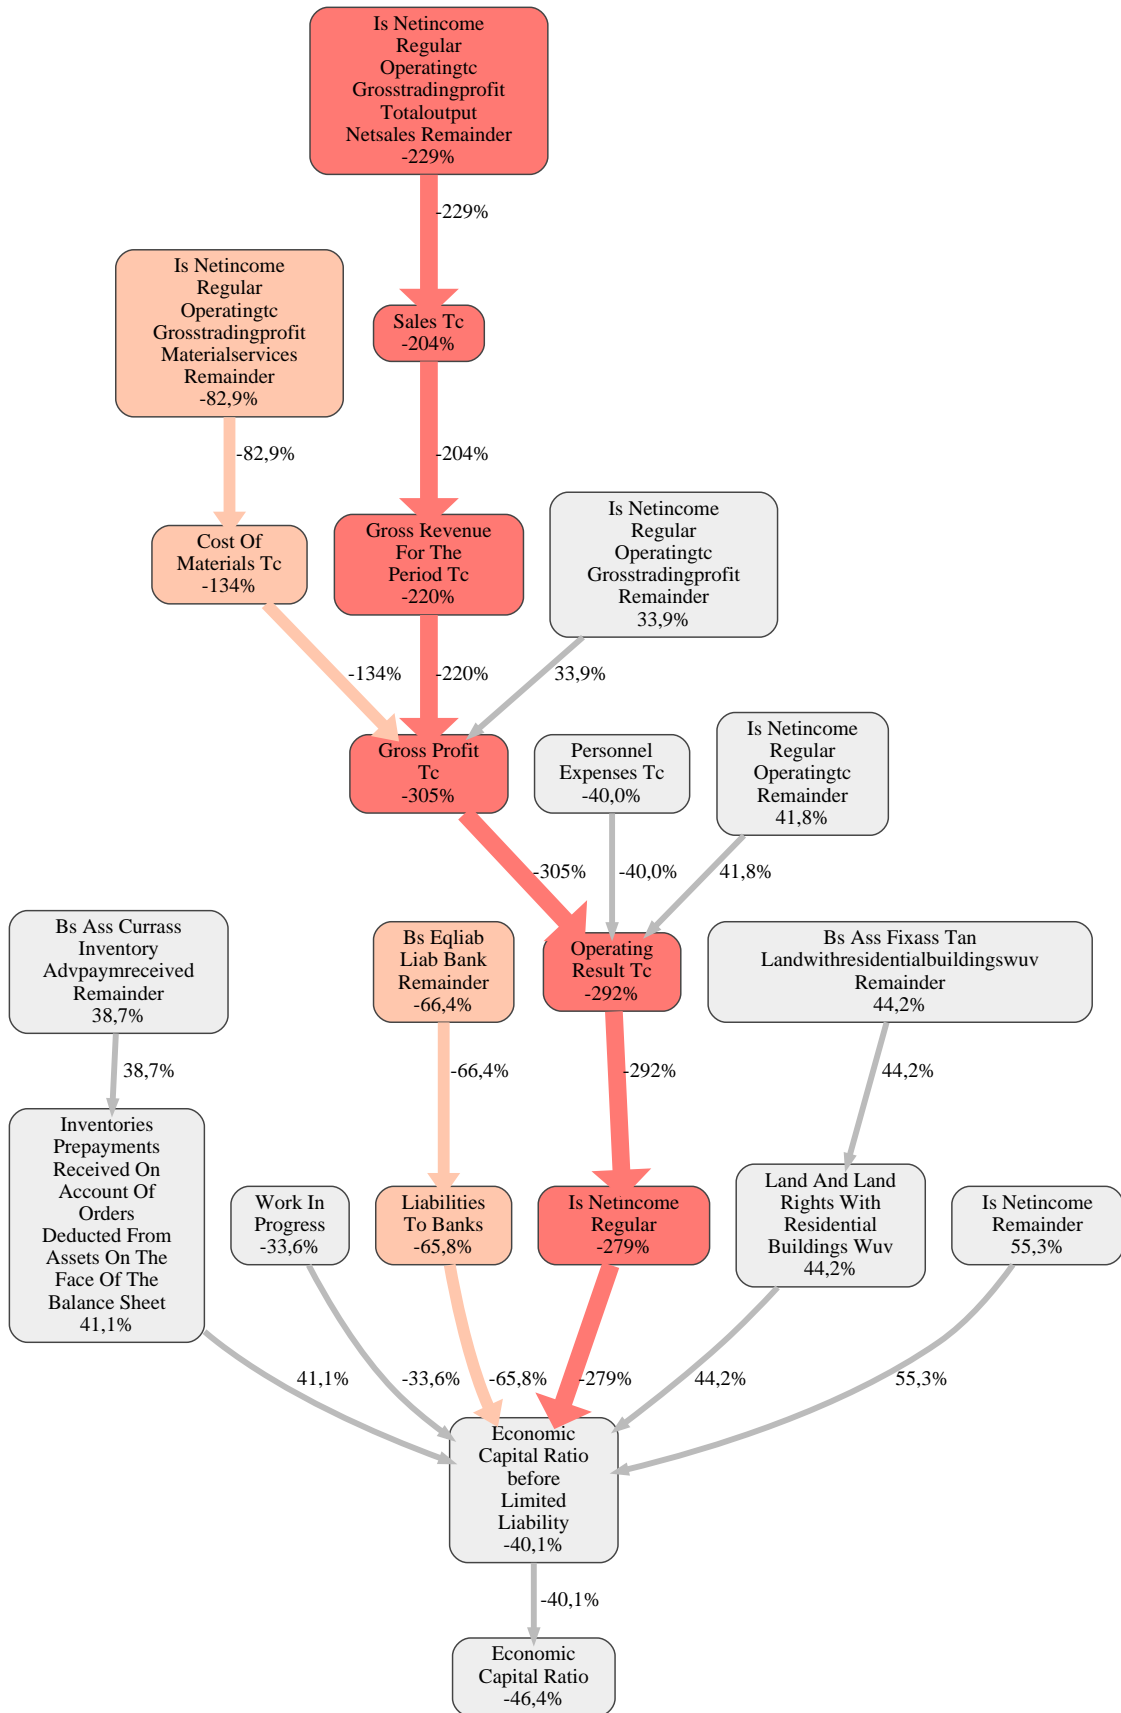 Is Netincome
Regular
Operatingtc
Grosstradingprofit
Totaloutput
Netsales Remainder
-229%
-229%
Is Netincome
Regular
Operatingtc
Grosstradingprofit
Materialservices
Remainder
-82,9%
Sales Tc
-204%
-82,9%
-204%
Cost Of
Materials Tc
-134%
Gross Revenue
For The
Period Tc
-220%
Is Netincome
Regular
Operatingtc
Grosstradingprofit
Remainder
33,9%
-134%
-220%
33,9%
Gross Profit
Tc
-305%
Personnel
Expenses Tc
-40,0%
Is Netincome
Regular
Operatingtc
Remainder
41,8%
-305%
-40,0%
41,8%
Bs Ass Currass
Inventory
Advpaymreceived
Remainder
38,7%
Bs Eqliab
Liab Bank
Remainder
-66,4%
Operating
Result Tc
-292%
Bs Ass Fixass Tan
Landwithresidentialbuildingswuv
Remainder
44,2%
38,7%
-66,4%
-292%
44,2%
Inventories
Prepayments
Received On
Account Of
Orders
Deducted From
Assets On The
Face Of The
Balance Sheet
41,1%
Work In
Progress
-33,6%
Liabilities
To Banks
-65,8%
Is Netincome
Regular
-279%
Land And Land
Rights With
Residential
Buildings Wuv
44,2%
Is Netincome
Remainder
55,3%
41,1%
-33,6%
-65,8%
-279%
44,2%
55,3%
Economic
Capital Ratio
before
Limited
Liability
-40,1%
-40,1%
Economic
Capital Ratio
-46,4%